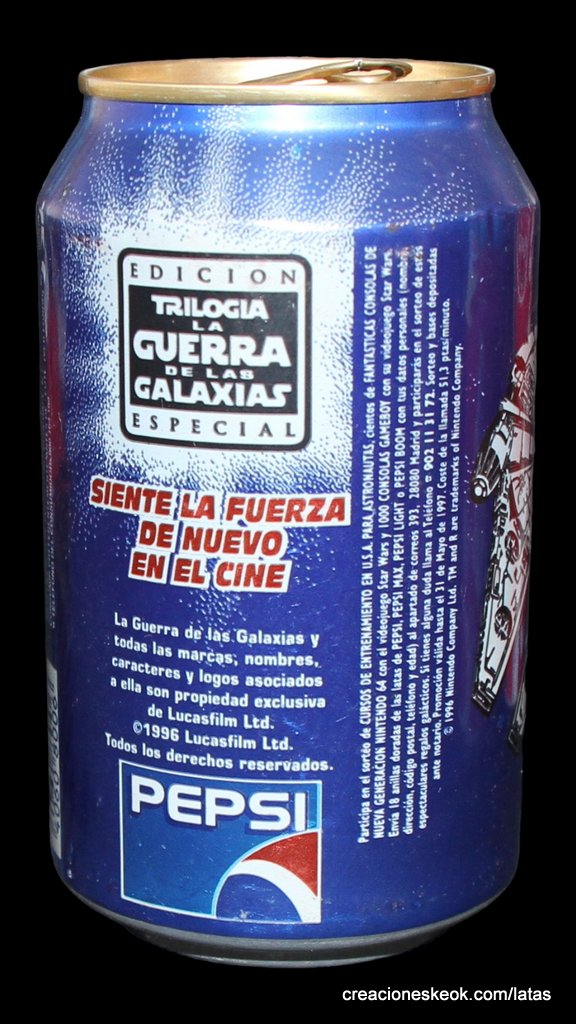 EDICION
TRILOGIA
LA
GUERRA
DE LAS
GALAXIAS
ESPECIAL
SIENTE LA FUERZA
DE NUEVO
EN EL CINE
La Guerra de las Galaxias y
todas las marcas, nombres,
caracteres y logos asociados
a ella son propiedad exclusiva
de Lucasfilm Ltd.
©1996 Lucasfilm Ltd.
Todos los derechos reservados.
PEPSI
Participa en el sorteo de CURSOS DE ENTRENAMIENTO EN U.S.A. PARA ASTRONAUTAS, cientos de FANTASTICAS CONSOLAS DE
NUEVA GENERACION NINTENDO 64 con el videojuego Star Wars y 1000 CONSOLAS GAMEBOY con su videojuego Star Wars.
Envía 18 anillas doradas de las latas de PEPSI, PEPSI MAX, PEPSI LIGHT o PEPSI BOOM con tus datos personales (nombre,
dirección, código postal, teléfono y edad) al apartado de correos 393, 28080 Madrid y participarás en el sorteo de estos
espectaculares regalos galácticos. Si tienes alguna duda llama al Teléfono ☎ 902 11 31 72. Sorteo y bases depositadas
ante notario. Promoción válida hasta el 31 de Mayo de 1997. Coste de la llamada 51,3 ptas/minuto.
© 1996 Nintendo Company Ltd. TM and R are trademarks of Nintendo Company.
creacioneskeok.com/latas